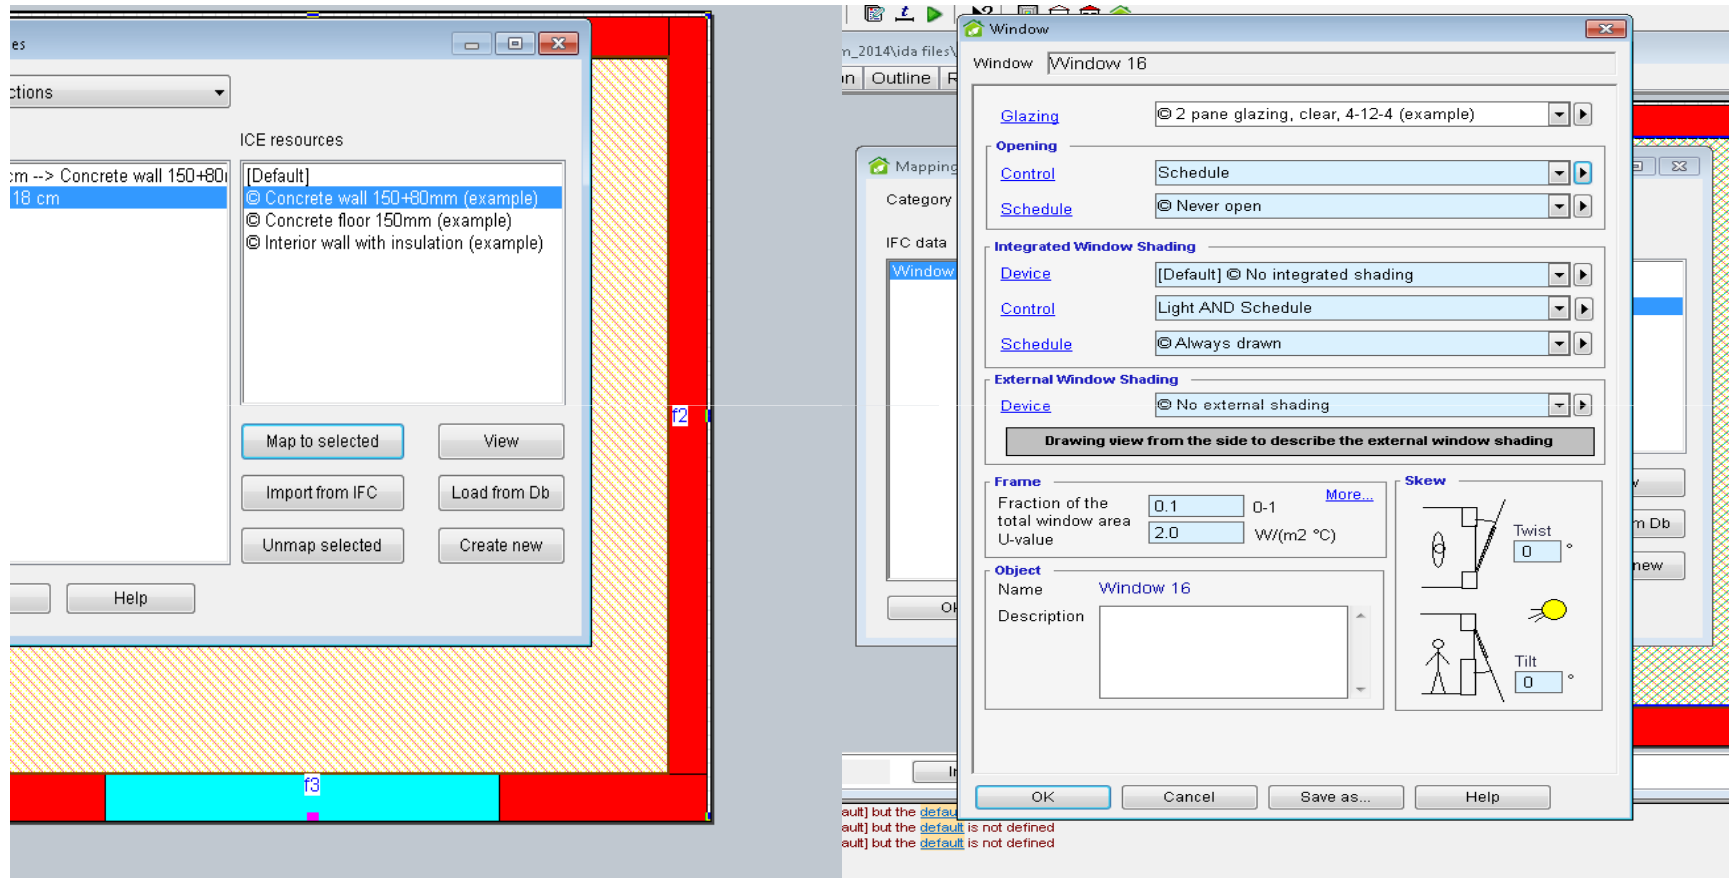 es
ctions
ICE resources
cm --> Concrete wall 150+80
18 cm
[Default]
© Concrete wall 150+80mm (example)
© Concrete floor 150mm (example)
© Interior wall with insulation (example)
Map to selected
View
Import from IFC
Load from Db
Unmap selected
Create new
Help
f2
f3
m_2014\ida files\
on
Outline
R
Mapping
Category
IFC data
Window
Window
Window
Window 16
Glazing
© 2 pane glazing, clear, 4-12-4 (example)
Opening
Control
Schedule
Schedule
© Never open
Integrated Window Shading
Device
[Default] © No integrated shading
Control
Light AND Schedule
Schedule
© Always drawn
External Window Shading
Device
© No external shading
Drawing view from the side to describe the external window shading
Frame
Fraction of the
total window area
0.1
0-1
More...
U-value
2.0
W/(m2 °C)
Skew
Twist
0 °
Tilt
0 °
Object
Name
Window 16
Description
OK
Cancel
Save as...
Help
m Db
new
ault] but the defau
ault] but the default is not defined
ault] but the default is not defined